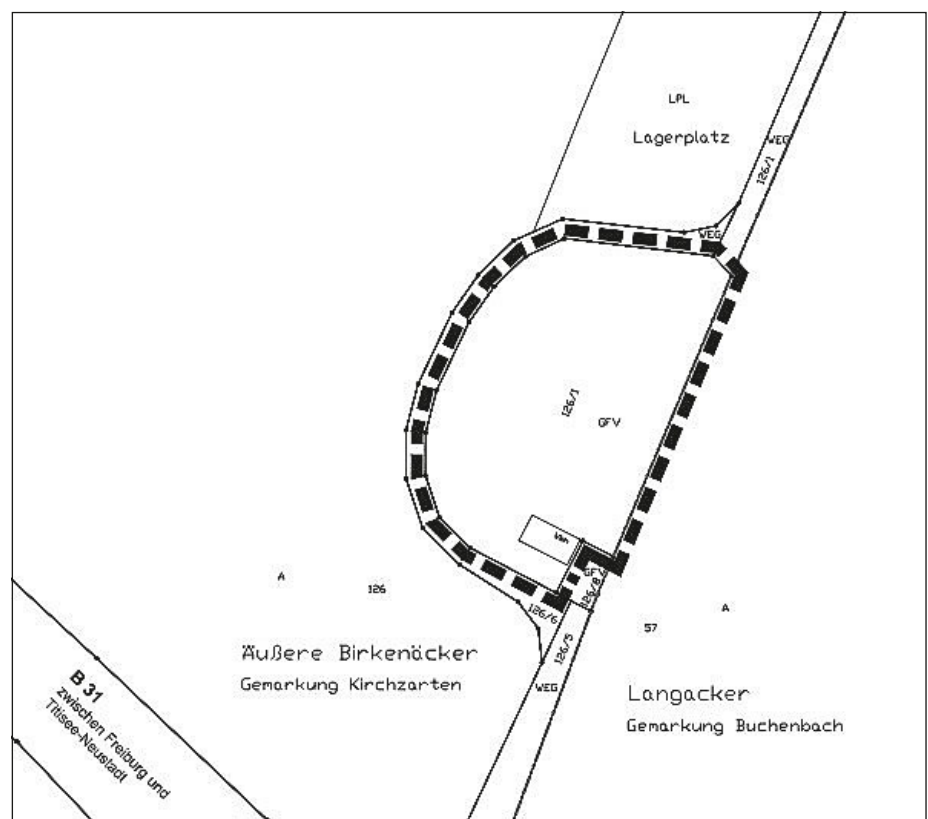 LPL
Lagerplatz
WEG
126/1
WEG
126/1
GFV
Van
GFV
126/8
126/6
A
126
A
57
126/5
WEG
Äußere Birkenäcker
Gemarkung Kirchzarten
Langacker
Gemarkung Buchenbach
B 31
zwischen Freiburg und
Titisee-Neustadt